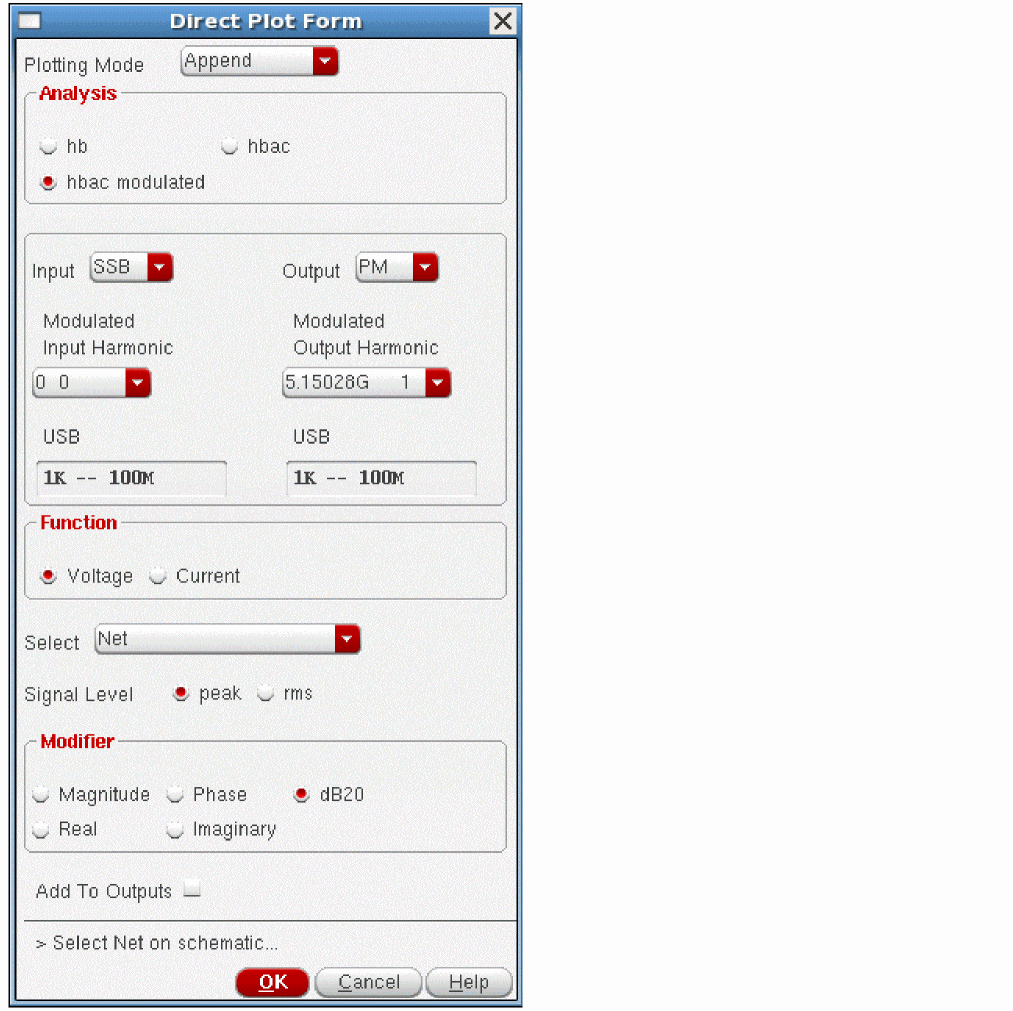 Direct Plot Form
Plotting Mode Append
Analysis
hb hbac
hbac modulated
Input SSB Output PM
Modulated Modulated
Input Harmonic Output Harmonic
0 0 5.15028G 1
USB USB
1K -- 100M 1K -- 100M
Function
Voltage Current
Select Net
Signal Level peak rms
Modifier
Magnitude Phase dB20
Real Imaginary
Add To Outputs
> Select Net on schematic...
OK Cancel Help